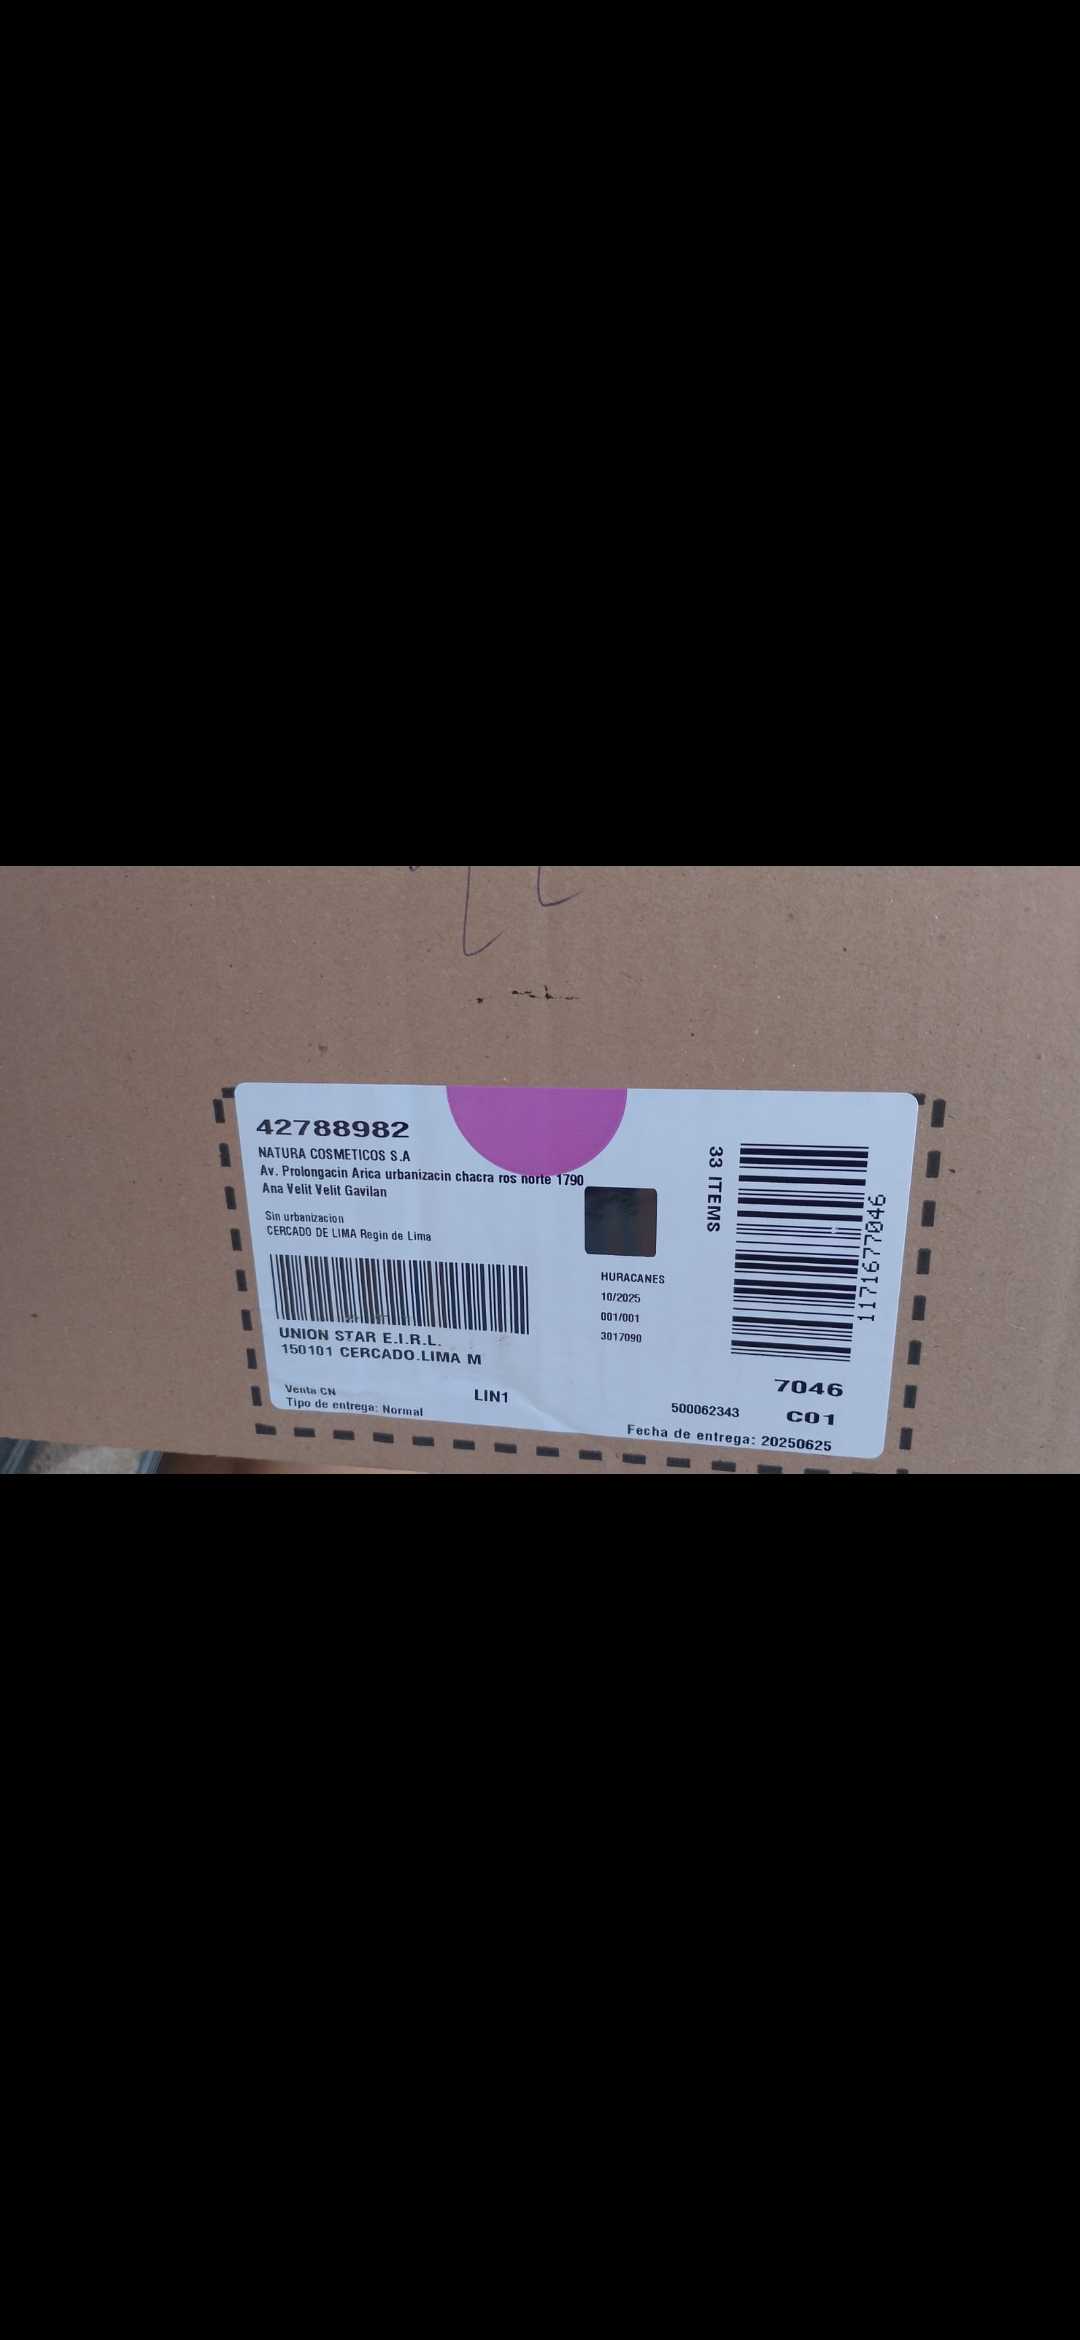 42788982
NATURA COSMETICOS S.A
Av. Prolongacin Arica urbanizacin chacra ros norte 1790
Ana Velit Velit Gavilan
Sin urbanizacion
CERCADO DE LIMA Regin de Lima
UNION STAR E.I.R.L.
150101 CERCADO.LIMA M
Venta CN
Tipo de entrega: Normal
LIN1
HURACANES
10/2025
001/001
3017090
33 ITEMS
1171677046
7046
500062343
C01
Fecha de entrega: 20250625